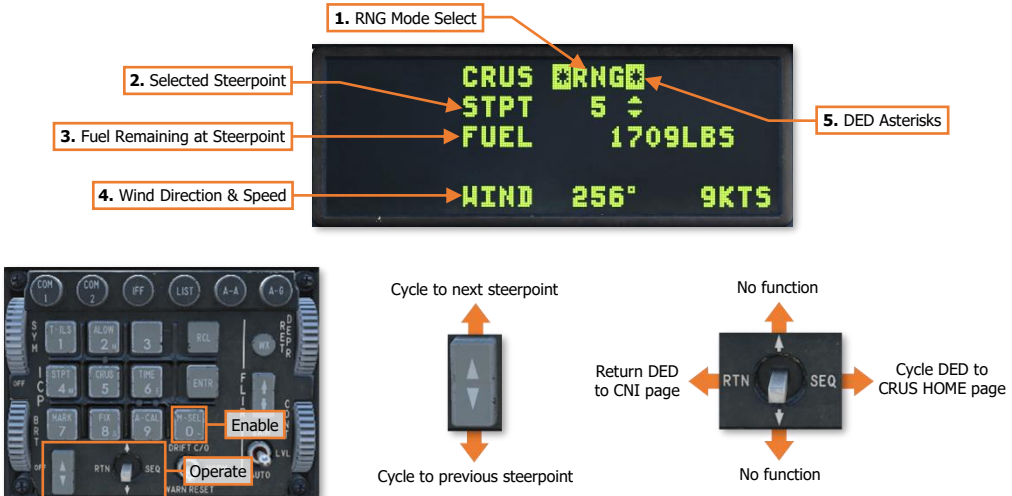 1. RNG Mode Select
2. Selected Steerpoint
3. Fuel Remaining at Steerpoint
4. Wind Direction & Speed
5. DED Asterisks
CRUS *RNG*
STPT 5
FUEL 1709LBS
WIND 256° 9KTS
COM 1
COM 2
IFF
LIST
A-A
A-G
SYM
T-ILS 1
ALOW 2
3
RCL
WX
RET DEPR
OFF
ICP
STPT 4
CRUS 5
TIME 6
ENTR
FLIR
CONT
BRT
MARK 7
FIX 8
A-CAL 9
M-SEL 0
Enable
OFF
RTN
SEQ
DRIFT C/O
Operate
WARN RESET
LVL
AUTO
Cycle to next steerpoint
Cycle to previous steerpoint
No function
Return DED
to CNI page
RTN
SEQ
Cycle DED to
CRUS HOME page
No function